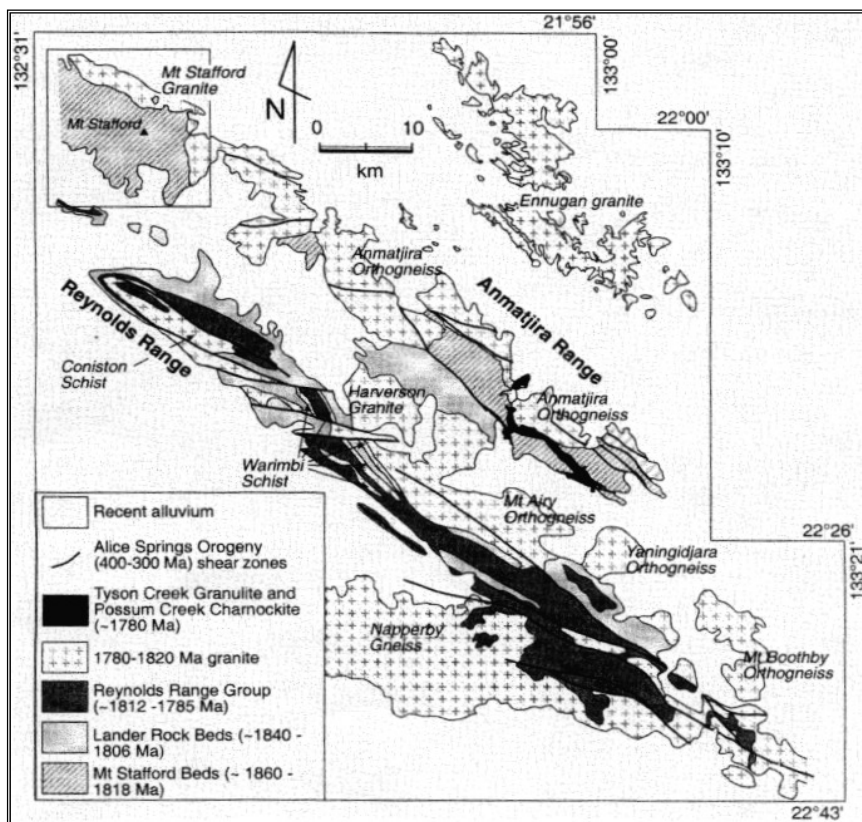 21°56'
132°31'
133°00'
Mt Stafford
Granite
Mt Stafford
N
0 10
km
22°00'
133°10'
Ennugan granite
Anmatjira
Orthogneiss
Reynolds Range
Anmatjira Range
Coniston
Schist
Harverson
Granite
Anmatjira
Orthogneiss
Warimbi
Schist
Mt Airy
Orthogneiss
22°26'
133°21'
Yaningidjara
Orthogneiss
Napperby
Gneiss
Mt Boothby
Orthogneiss
Recent alluvium
Alice Springs Orogeny
(400-300 Ma) shear zones
Tyson Creek Granulite and
Possum Creek Charnockite
(~1780 Ma)
1780-1820 Ma granite
Reynolds Range Group
(~1812 -1785 Ma)
Lander Rock Beds (~1840 -
1806 Ma)
Mt Stafford Beds (~ 1860 -
1818 Ma)
22°43'